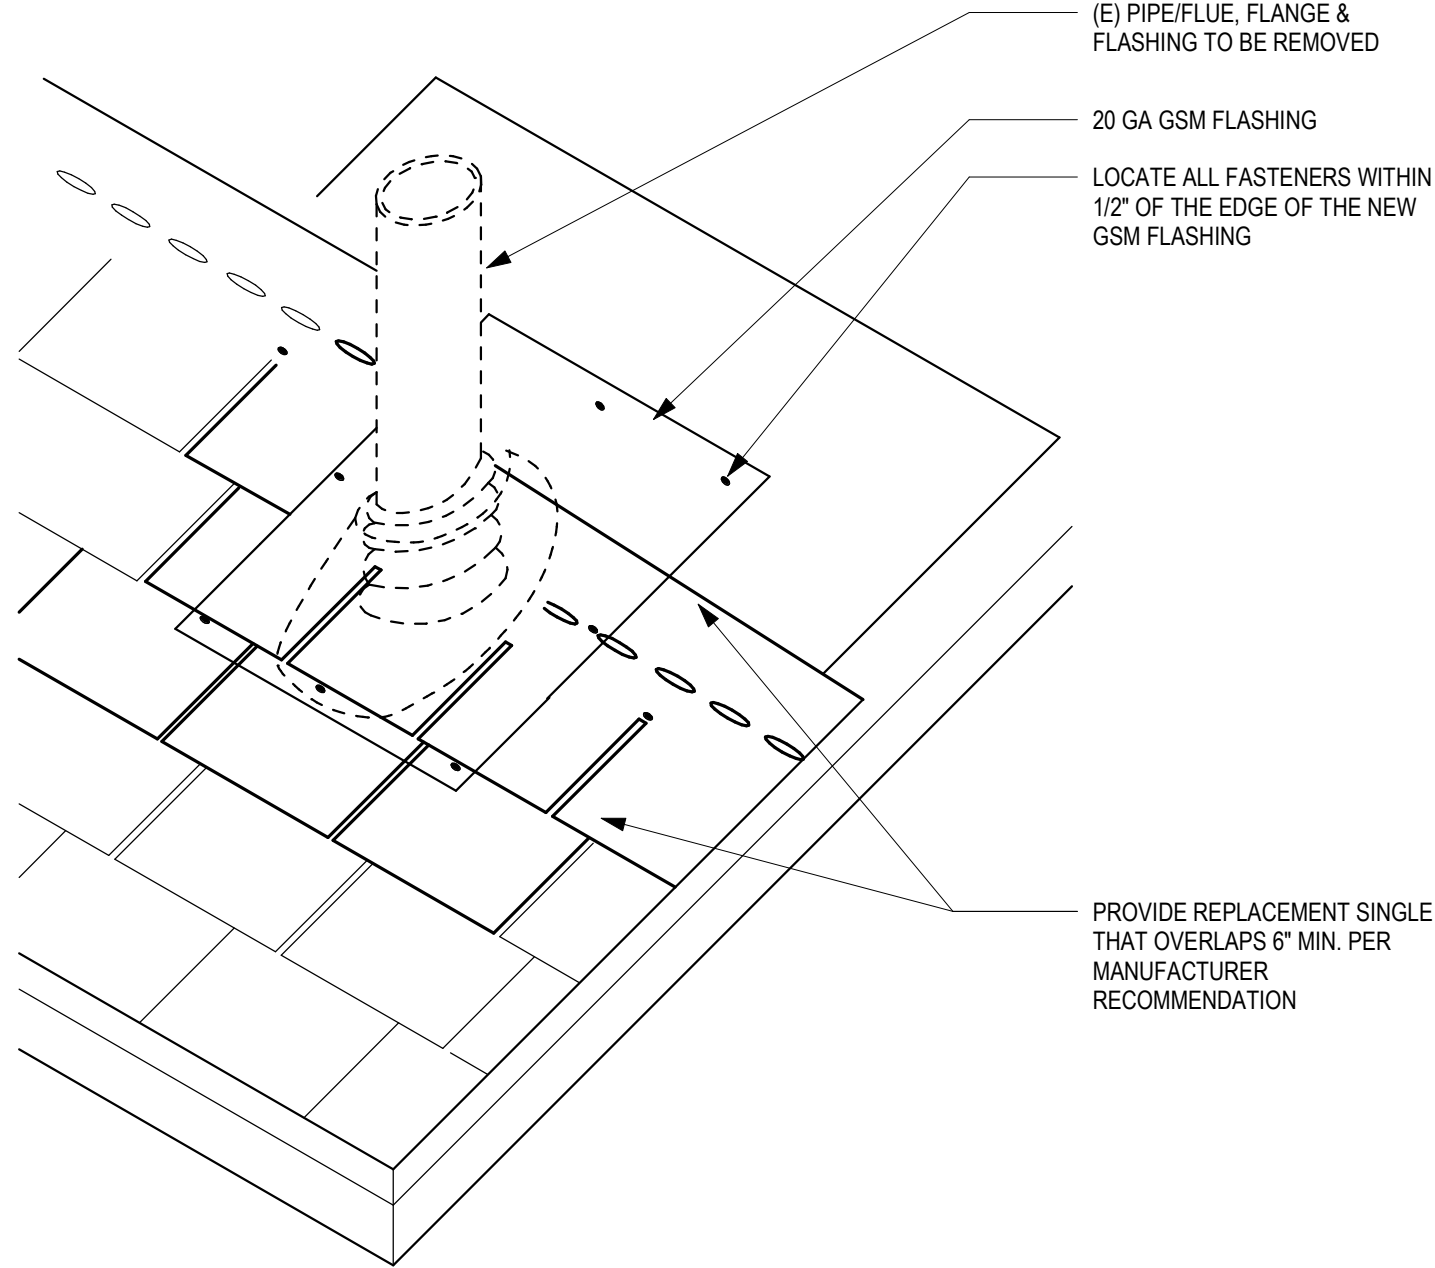 (E) PIPE/FLUE, FLANGE &
FLASHING TO BE REMOVED
20 GA GSM FLASHING
LOCATE ALL FASTENERS WITHIN
1/2" OF THE EDGE OF THE NEW
GSM FLASHING
PROVIDE REPLACEMENT SINGLE
THAT OVERLAPS 6" MIN. PER
MANUFACTURER
RECOMMENDATION